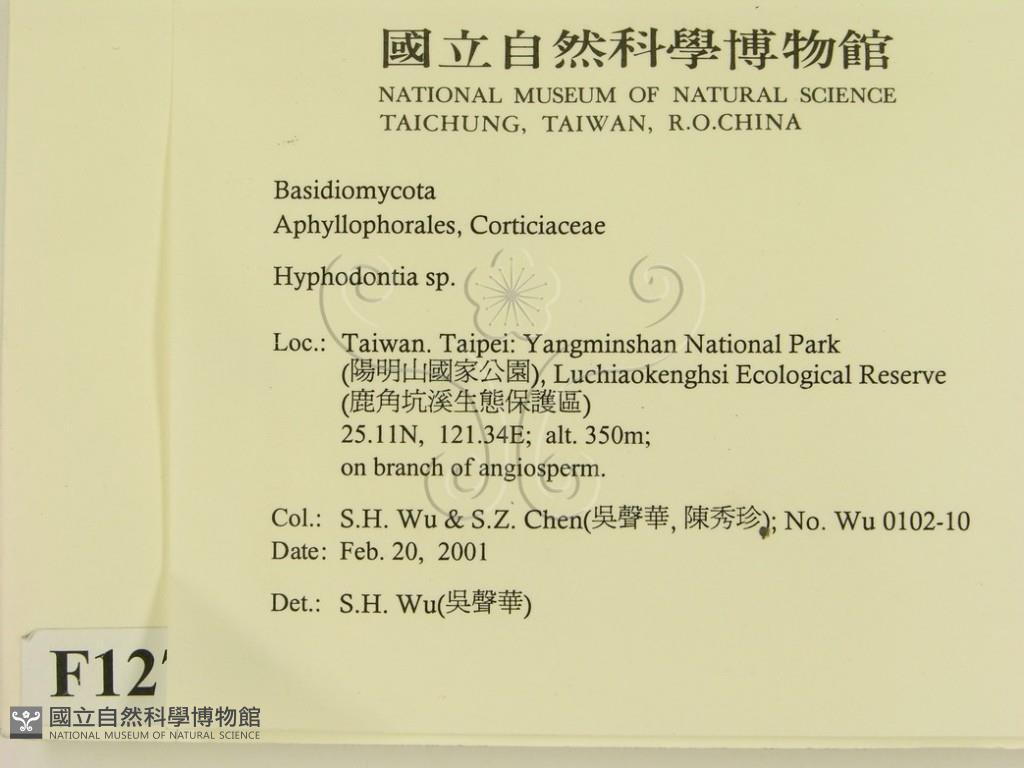 國立自然科學博物館
NATIONAL MUSEUM OF NATURAL SCIENCE
TAICHUNG, TAIWAN, R.O.CHINA
Basidiomycota
Aphyllophorales, Corticiaceae
Hyphodontia sp.
Loc.: Taiwan. Taipei: Yangminshan National Park
(陽明山國家公園), Luchiaokenghsi Ecological Reserve
(鹿角坑溪生態保護區)
25.11N, 121.34E; alt. 350m;
on branch of angiosperm.
Col.: S.H. Wu & S.Z. Chen(吳聲華, 陳秀珍); No. Wu 0102-10
Date: Feb. 20, 2001
Det.: S.H. Wu(吳聲華)
F12
國立自然科學博物館
NATIONAL MUSEUM OF NATURAL SCIENCE